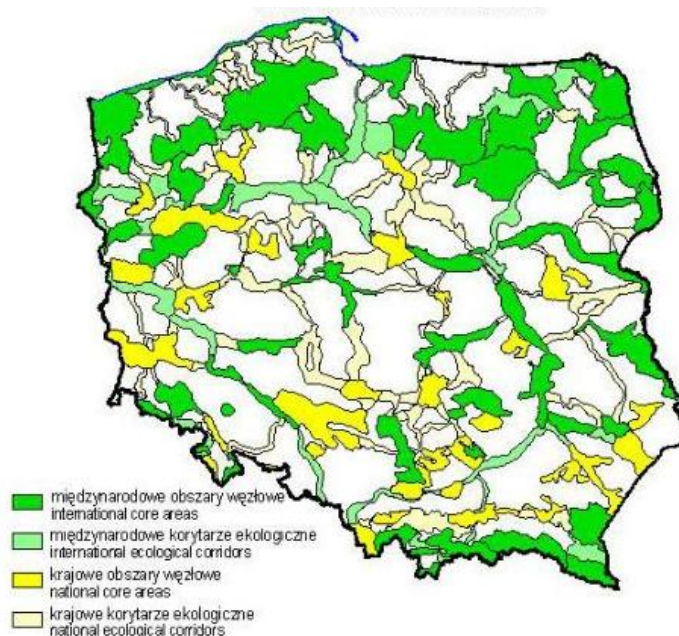 międzynarodowe obszary węzłowe
international core areas
międzynarodowe korytarze ekologiczne
international ecological corridors
krajowe obszary węzłowe
national core areas
krajowe korytarze ekologiczne
national ecological corridors